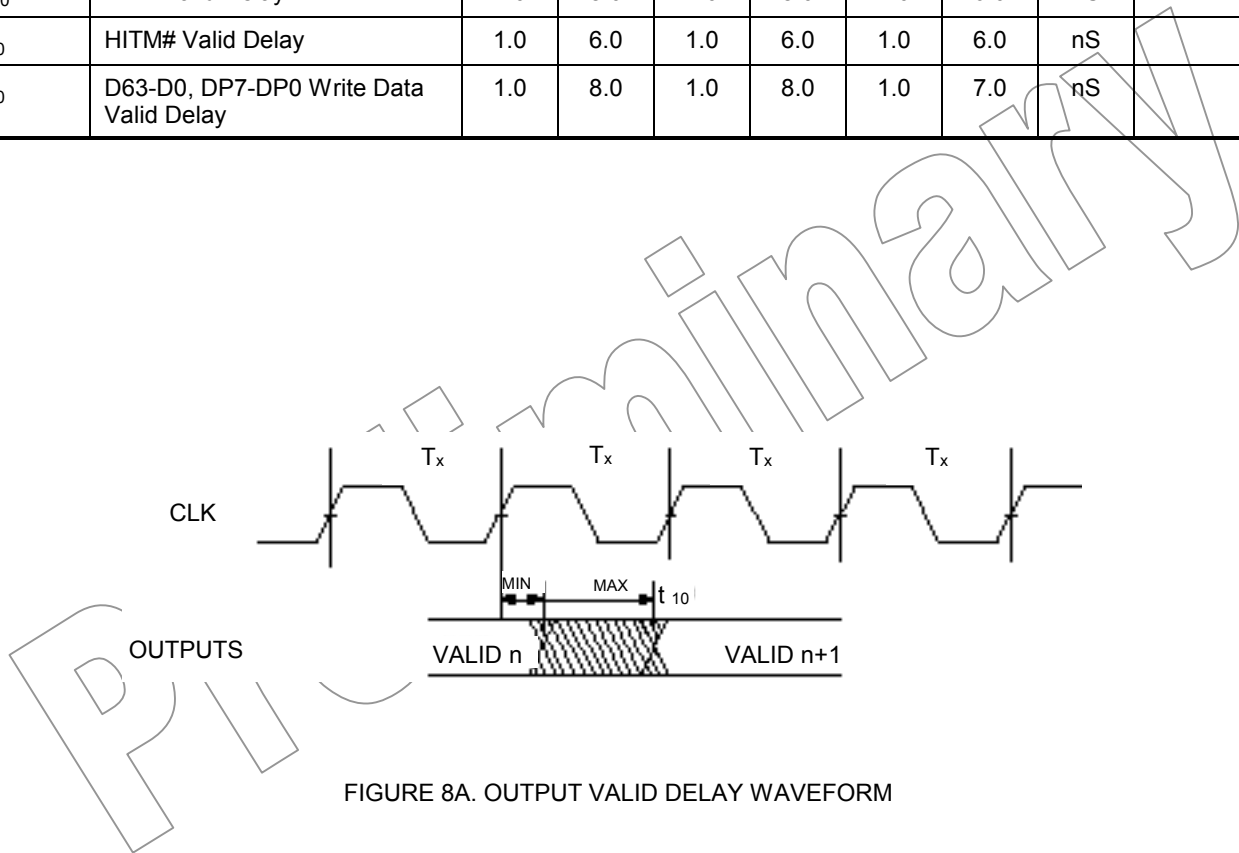 HITM# Valid Delay 1.0 6.0 1.0 6.0 1.0 6.0 nS
D63-D0, DP7-DP0 Write Data 1.0 8.0 1.0 8.0 1.0 7.0 nS
Valid Delay
Preliminary
Tx Tx Tx Tx
CLK
MIN MAX t 10
OUTPUTS VALID n VALID n+1
FIGURE 8A. OUTPUT VALID DELAY WAVEFORM